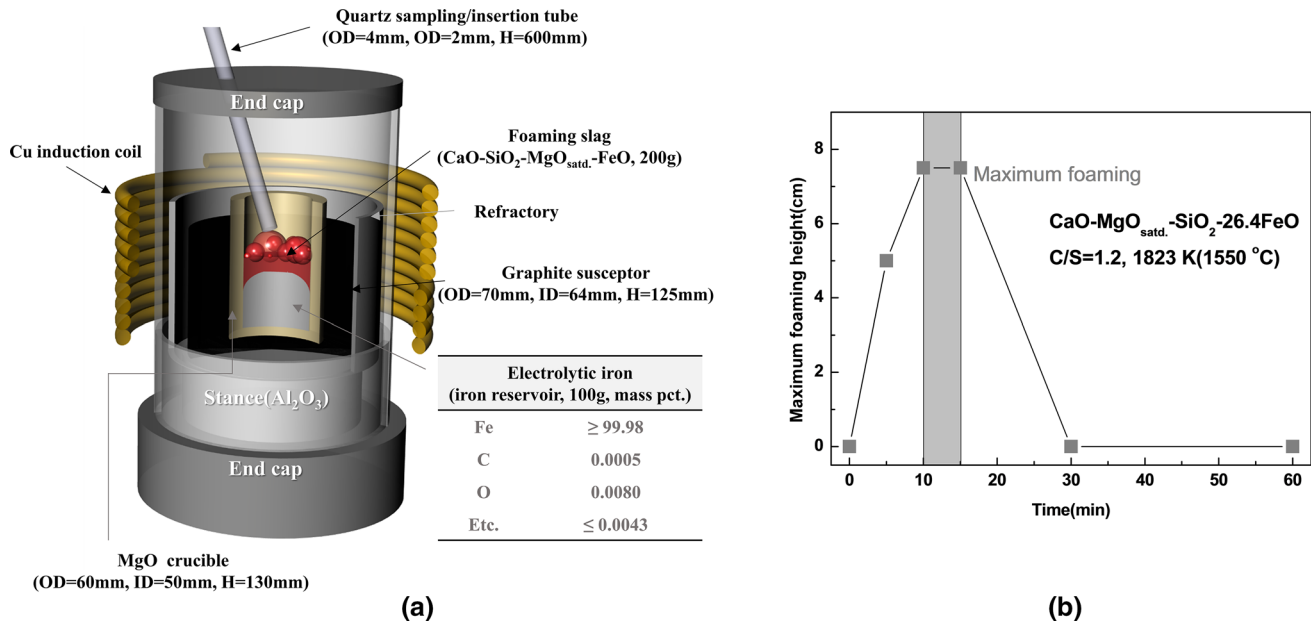 Quartz sampling/insertion tube
(OD=4mm, OD=2mm, H=600mm)
End cap
Foaming slag
(CaO-SiO₂-MgOsatd.-FeO, 200g)
Cu induction coil
Refractory
Graphite susceptor
(OD=70mm, ID=64mm, H=125mm)
Electrolytic iron
(iron reservoir, 100g, mass pct.)
Fe ≥ 99.98
C 0.0005
O 0.0080
Etc. ≤ 0.0043
Stance(Al₂O₃)
End cap
MgO crucible
(OD=60mm, ID=50mm, H=130mm)
(a)
Maximum foaming height(cm)
8
6
4
2
0
Maximum foaming
CaO-MgOsatd.-SiO₂-26.4FeO
C/S=1.2, 1823 K(1550 °C)
0 10 20 30 40 50 60
Time(min)
(b)